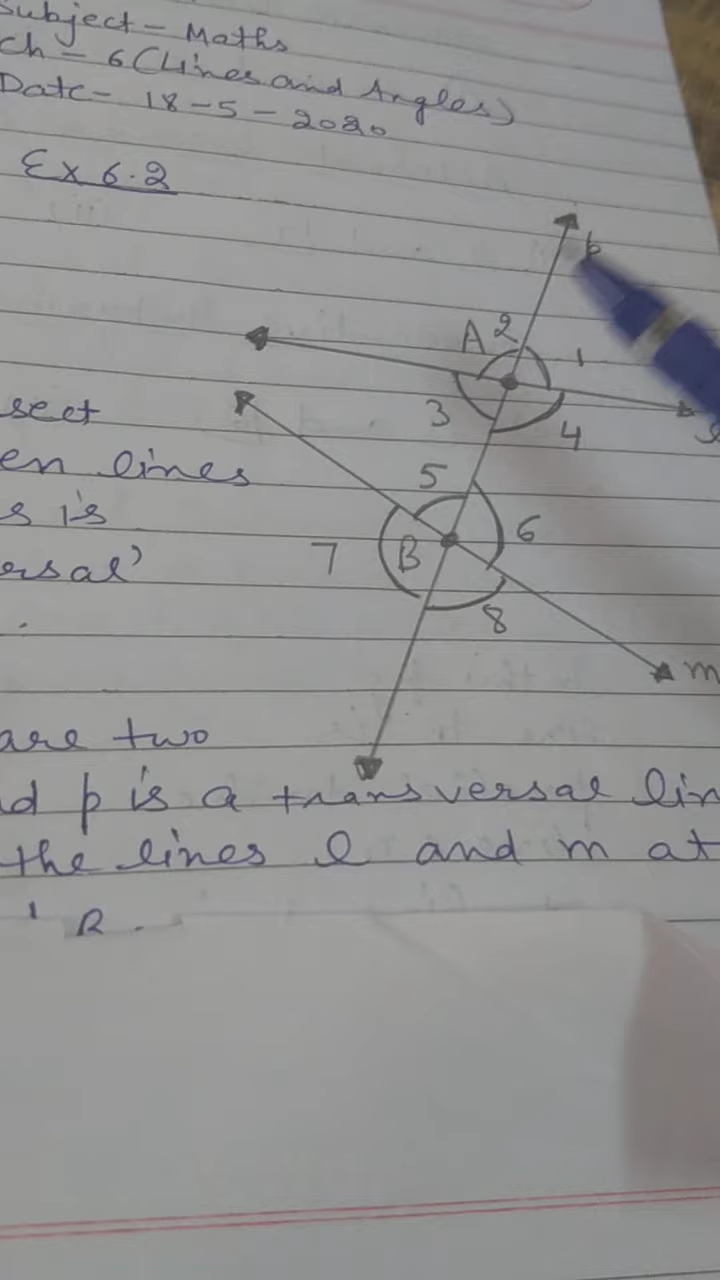 Subject - Maths
Ch - 6 (Lines and Angles)
Date - 18-5-2020
Ex 6.2
p
A 2 1
3 4
l
sect
en lines
5
s is
7 B 6
ersal'
8
m
are two
d p is a transversal lin
the lines l and m at
B.